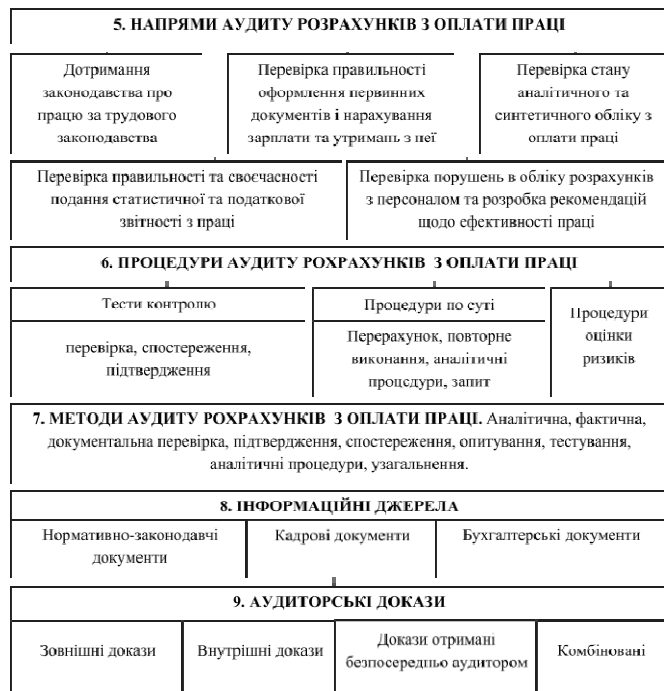 5. НАПРЯМИ АУДИТУ РОЗРАХУНКІВ З ОПЛАТИ ПРАЦІ
Дотримання
законодавства про
працю за трудового
законодавства
Перевірка правильності
оформлення первинних
документів і нарахування
зарплати та утримань з неї
Перевірка стану
аналітичного та
синтетичного обліку з
оплати праці
Перевірка правильності та своєчасності
подання статистичної та податкової
звітності з праці
Перевірка порушень в обліку розрахунків
з персоналом та розробка рекомендацій
щодо ефективності праці
6. ПРОЦЕДУРИ АУДИТУ РОХРАХУНКІВ З ОПЛАТИ ПРАЦІ
Тести контролю
перевірка, спостереження,
підтвердження
Процедури по суті
Перерахунок, повторне
виконання, аналітичні
процедури, запит
Процедури
оцінки
ризиків
7. МЕТОДИ АУДИТУ РОХРАХУНКІВ З ОПЛАТИ ПРАЦІ. Аналітична, фактична,
документальна перевірка, підтвердження, спостереження, опитування, тестування,
аналітичні процедури, узагальнення.
8. ІНФОРМАЦІЙНІ ДЖЕРЕЛА
Нормативно-законодавчі
документи
Кадрові документи
Бухгалтерські документи
9. АУДИТОРСЬКІ ДОКАЗИ
Зовнішні докази
Внутрішні докази
Докази отримані
безпосередньо аудитором
Комбіновані